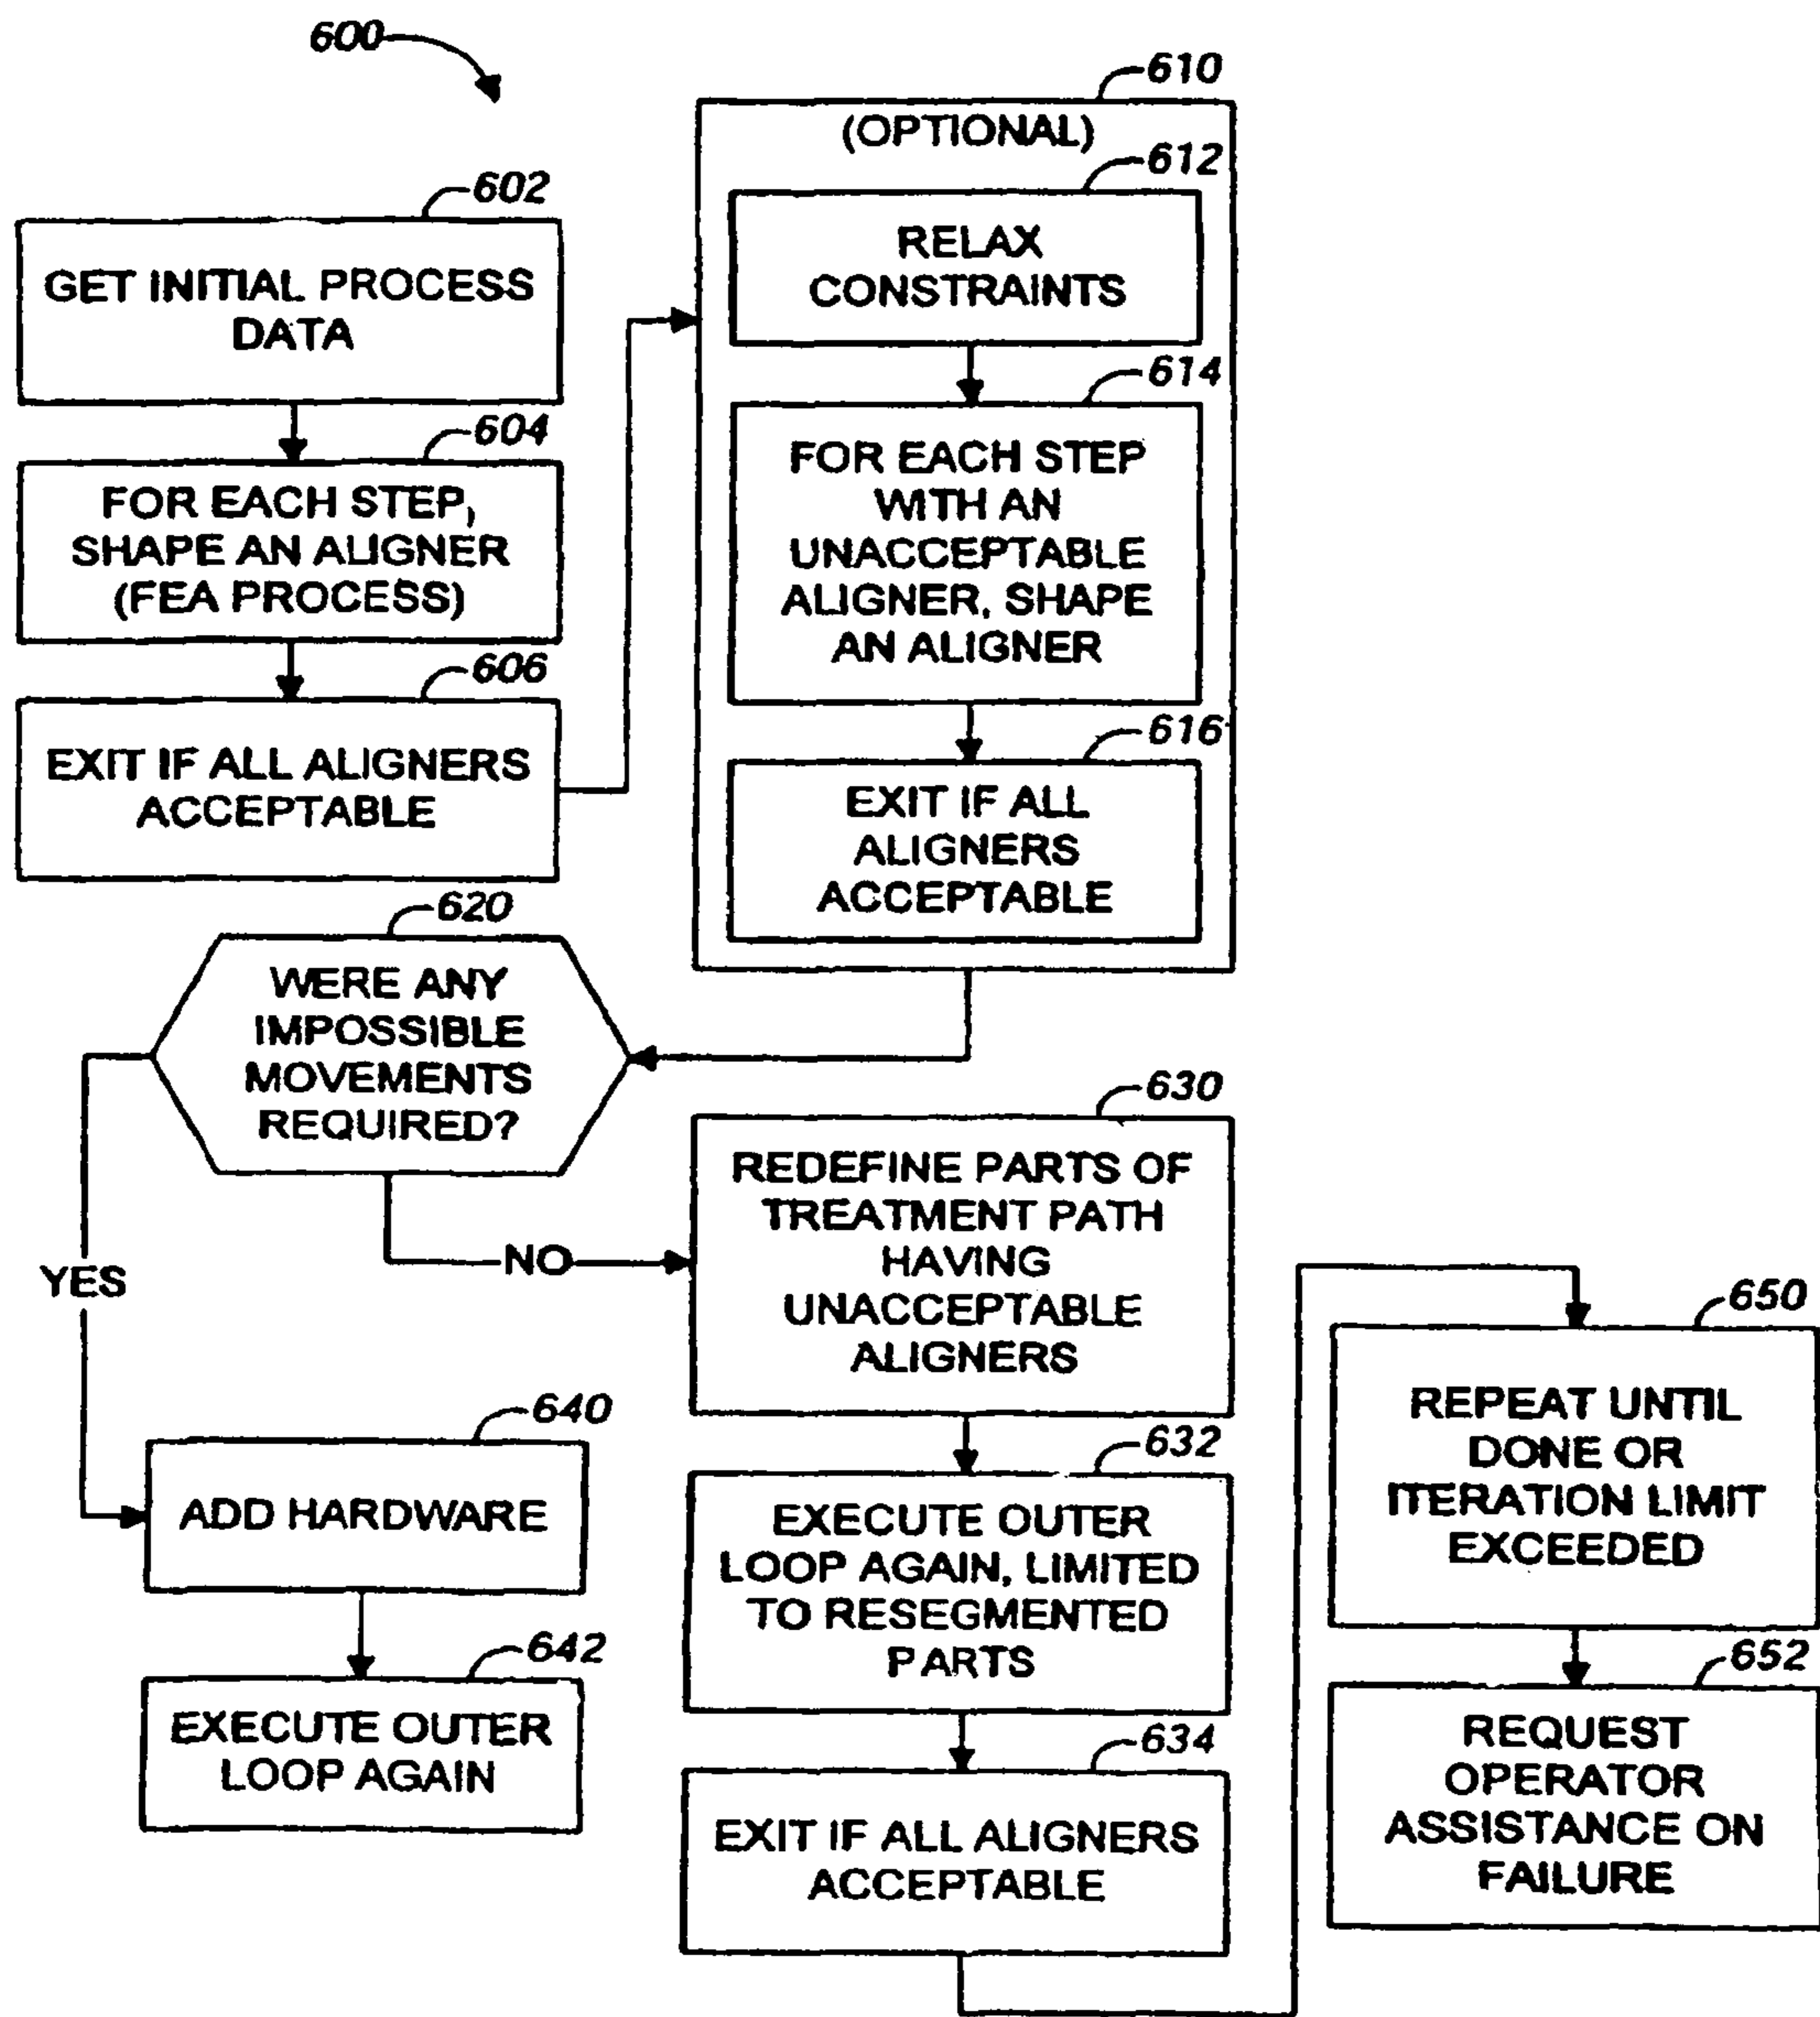 600
602
GET INITIAL PROCESS
DATA
604
FOR EACH STEP,
SHAPE AN ALIGNER
(FEA PROCESS)
606
EXIT IF ALL ALIGNERS
ACCEPTABLE
610
(OPTIONAL)
612
RELAX
CONSTRAINTS
614
FOR EACH STEP
WITH AN
UNACCEPTABLE
ALIGNER, SHAPE
AN ALIGNER
616
EXIT IF ALL
ALIGNERS
ACCEPTABLE
620
WERE ANY
IMPOSSIBLE
MOVEMENTS
REQUIRED?
YES
NO
630
REDEFINE PARTS OF
TREATMENT PATH
HAVING
UNACCEPTABLE
ALIGNERS
632
EXECUTE OUTER
LOOP AGAIN, LIMITED
TO RESEGMENTED
PARTS
634
EXIT IF ALL ALIGNERS
ACCEPTABLE
640
ADD HARDWARE
642
EXECUTE OUTER
LOOP AGAIN
650
REPEAT UNTIL
DONE OR
ITERATION LIMIT
EXCEEDED
652
REQUEST
OPERATOR
ASSISTANCE ON
FAILURE